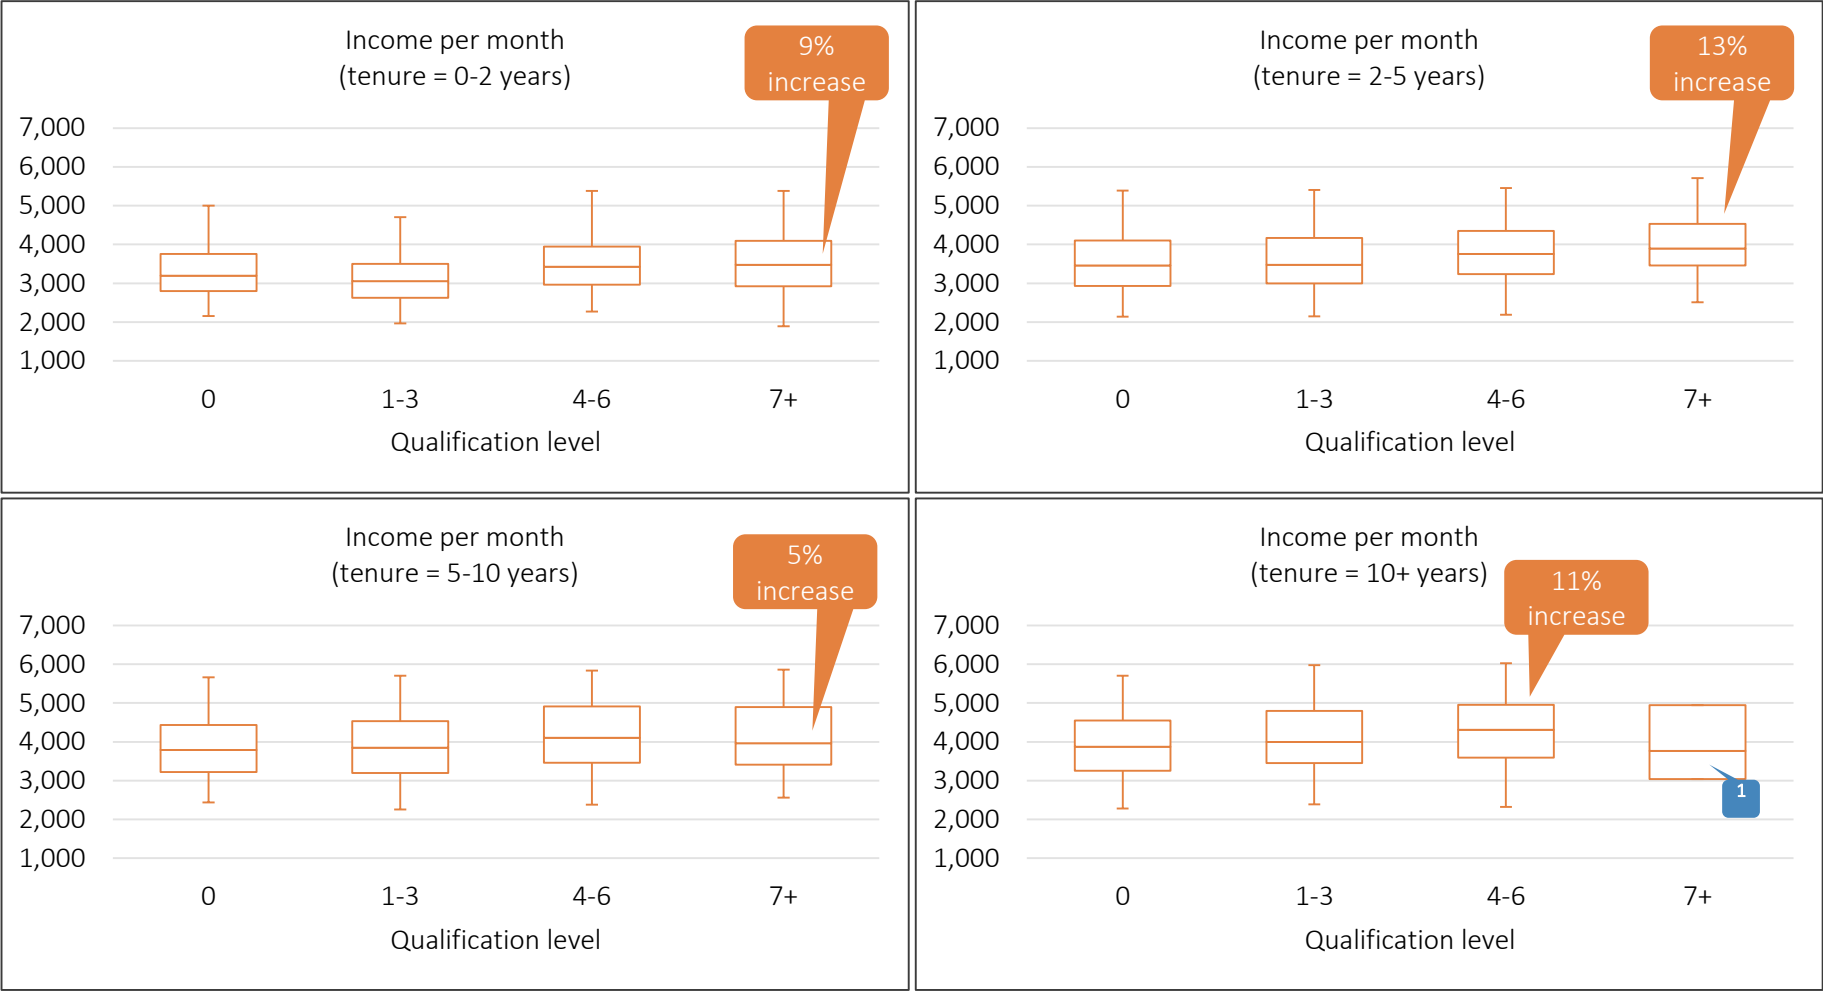 Income per month
(tenure = 0-2 years)
9%
increase
7,000
6,000
5,000
4,000
3,000
2,000
1,000
0 1-3 4-6 7+
Qualification level
Income per month
(tenure = 2-5 years)
13%
increase
7,000
6,000
5,000
4,000
3,000
2,000
1,000
0 1-3 4-6 7+
Qualification level
Income per month
(tenure = 5-10 years)
5%
increase
7,000
6,000
5,000
4,000
3,000
2,000
1,000
0 1-3 4-6 7+
Qualification level
Income per month
(tenure = 10+ years)
11%
increase
7,000
6,000
5,000
4,000
3,000
2,000
1,000
1
0 1-3 4-6 7+
Qualification level